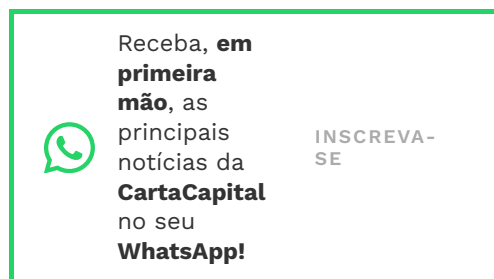 Receba, em
primeira
mão, as
principais
notícias da
CartaCapital
no seu
WhatsApp!
INSCREVA-
SE